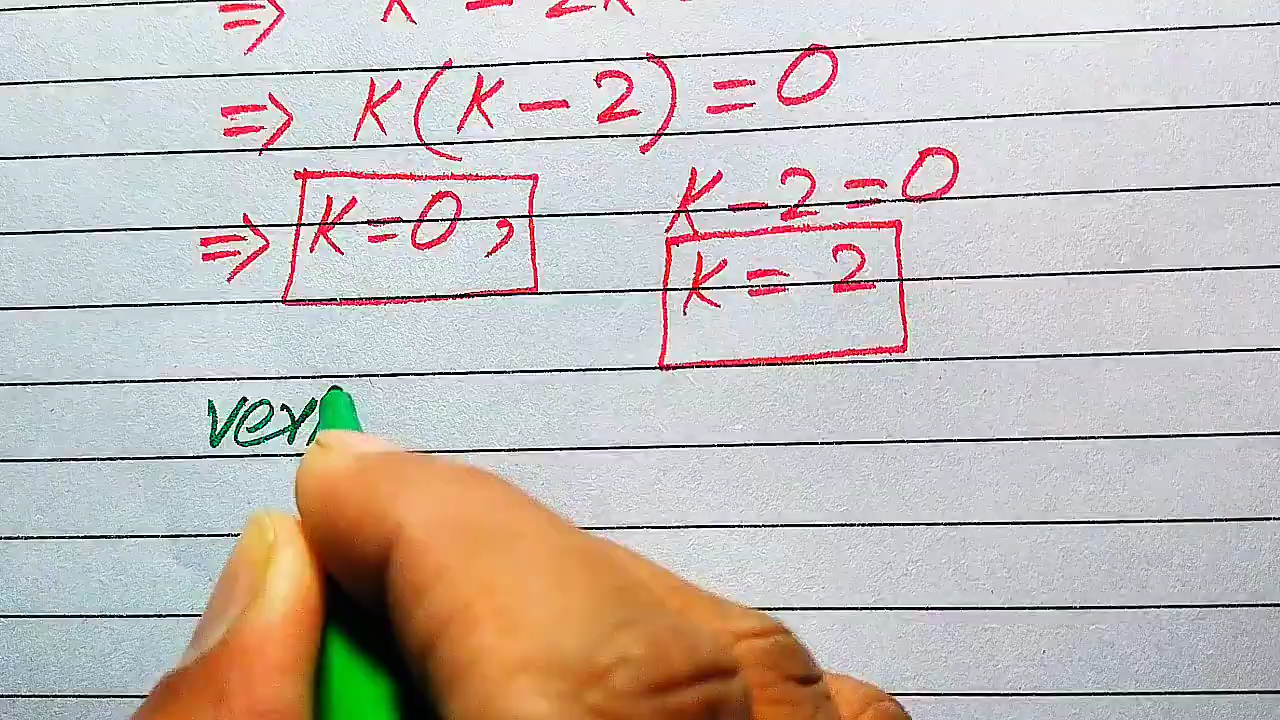 ⇒ K(K-2) = 0
⇒ K=0, K-2=0
K = 2